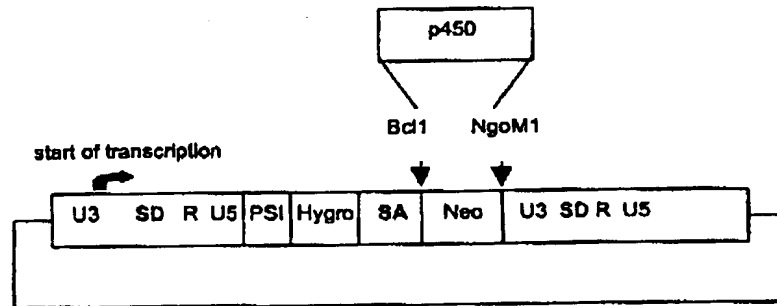 p450
Bcl1 NgoM1
start of transcription
U3 SD R U5 PSI Hygro SA Neo U3 SD R U5